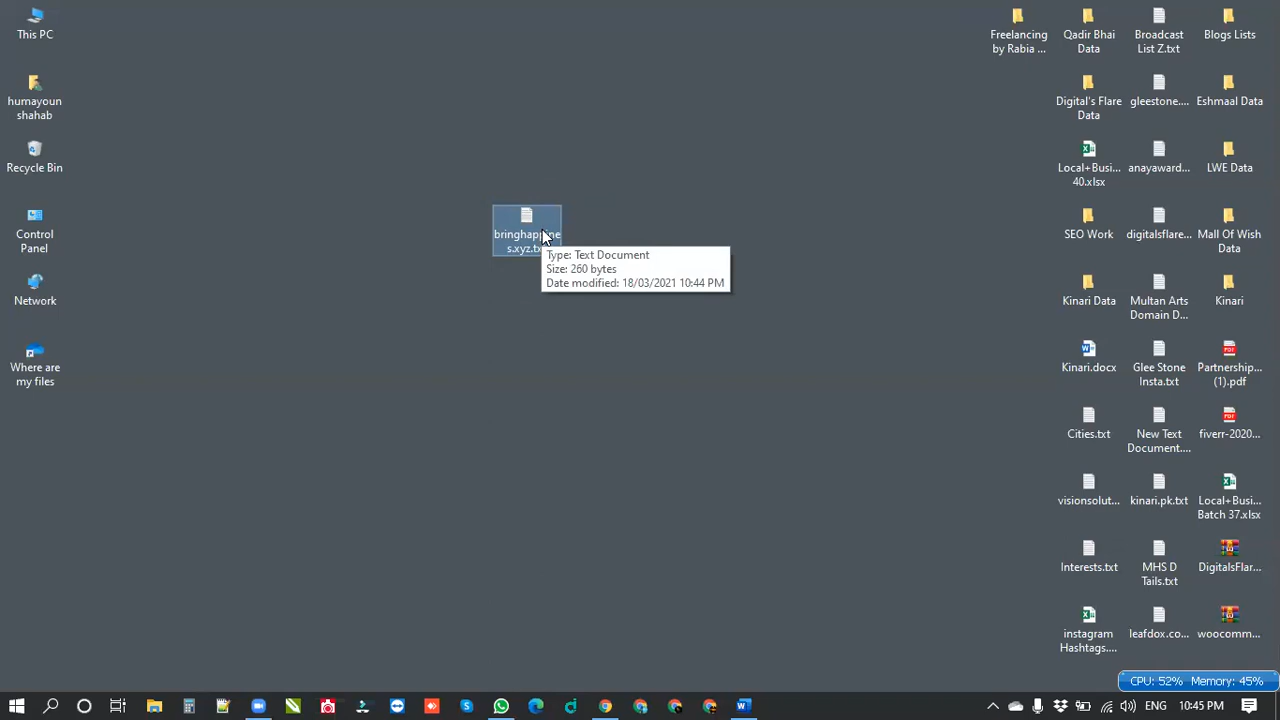 This PC
humayoun
shahab
Recycle Bin
Control
Panel
Network
Where are
my files
bringhappines
s.xyz.txt
Type: Text Document
Size: 260 bytes
Date modified: 18/03/2021 10:44 PM
Freelancing
by Rabia ...
Qadir Bhai
Data
Broadcast
List Z.txt
Blogs Lists
Digital's Flare
Data
gleestone....
Eshmaal Data
Local+Busi...
40.xlsx
anayaward...
LWE Data
SEO Work
digitalsflare...
Mall Of Wish
Data
Kinari Data
Multan Arts
Domain D...
Kinari
Kinari.docx
Glee Stone
Insta.txt
Partnership...
(1).pdf
Cities.txt
New Text
Document....
fiverr-2020...
visionsolut...
kinari.pk.txt
Local+Busi...
Batch 37.xlsx
Interests.txt
MHS D
Tails.txt
DigitalsFlar...
instagram
Hashtags....
leafdox.co...
woocomm...
CPU: 52% Memory: 45%
10:45 PM